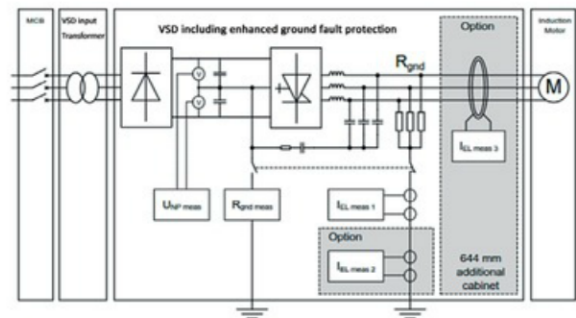 MCB
VSD input
Transformer
VSD including enhanced ground fault protection
Induction
Motor
Option
Rgnd
V
V
M
IEL meas 3
UNP meas
Rgnd meas
IEL meas 1
Option
IEL meas 2
644 mm
additional
cabinet